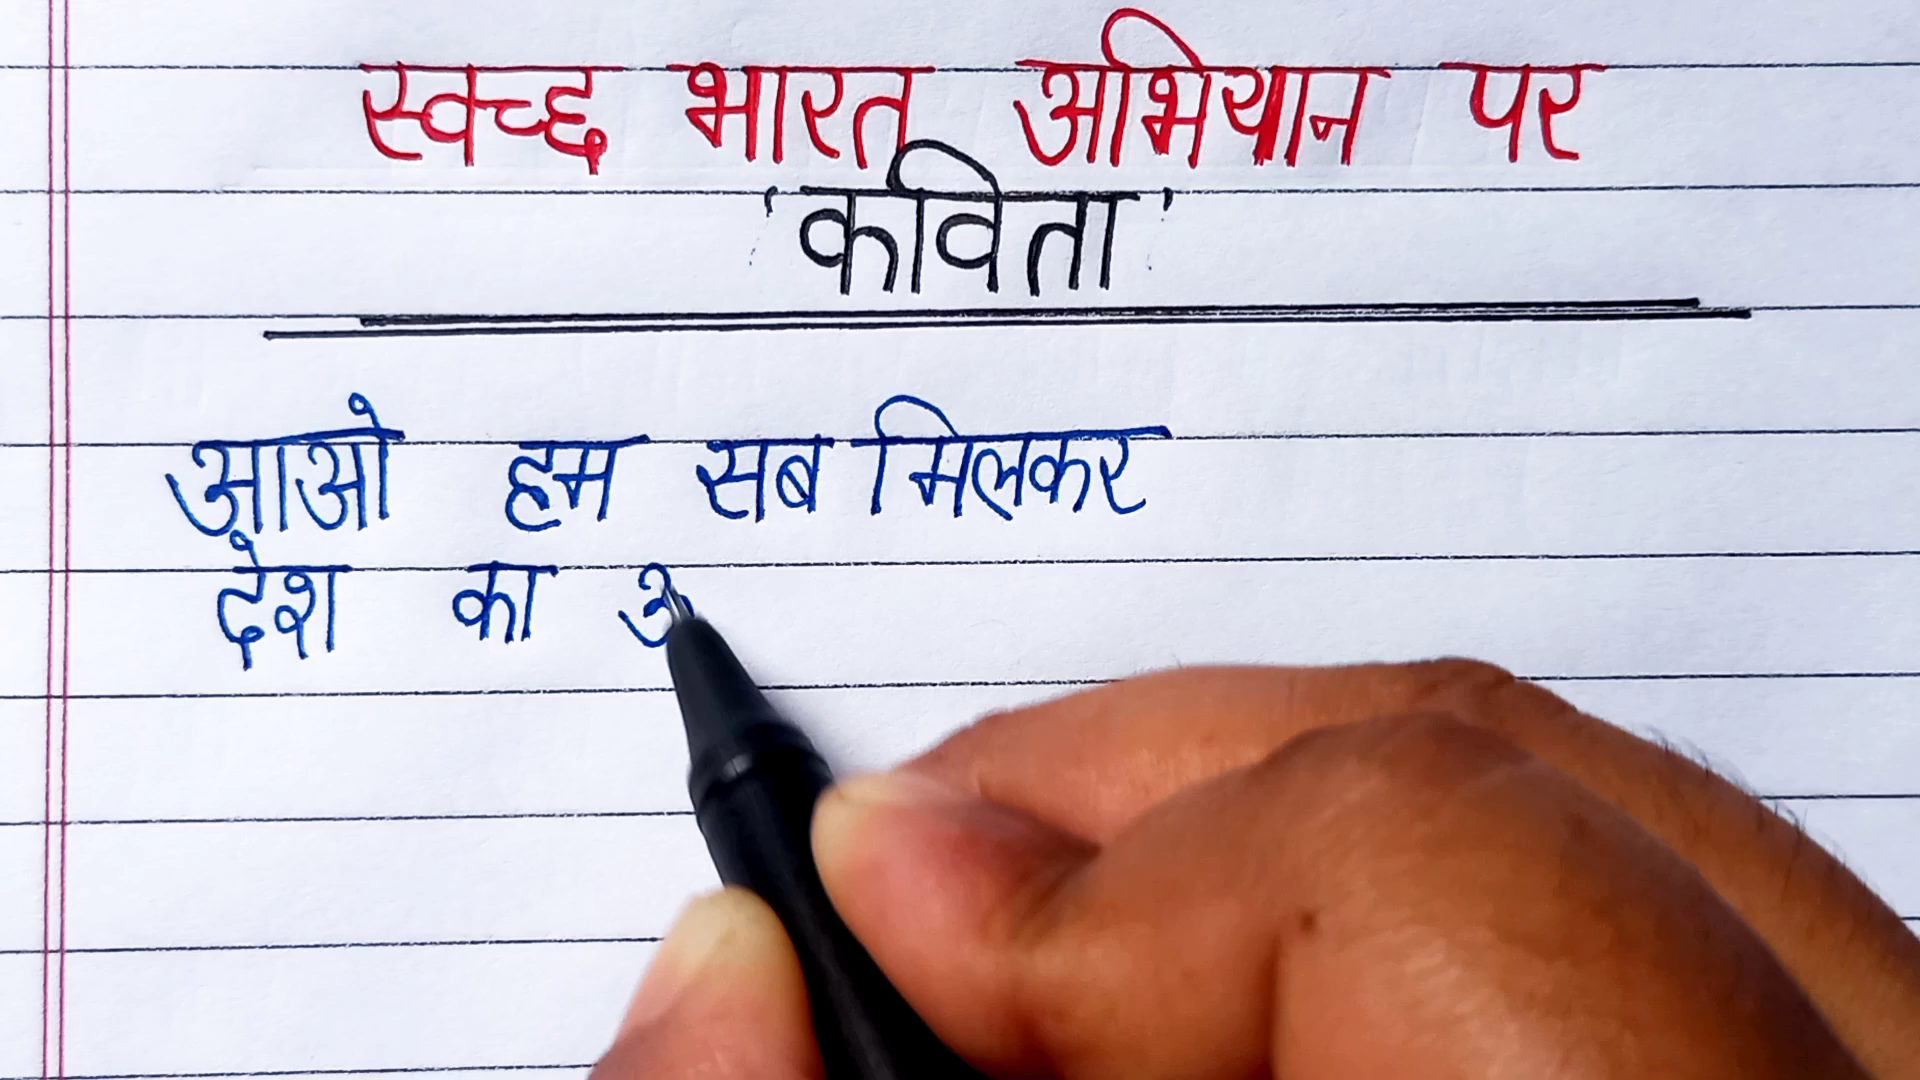 स्वच्छ भारत अभियान पर
'कविता'
आओ हम सब मिलकर
देश का